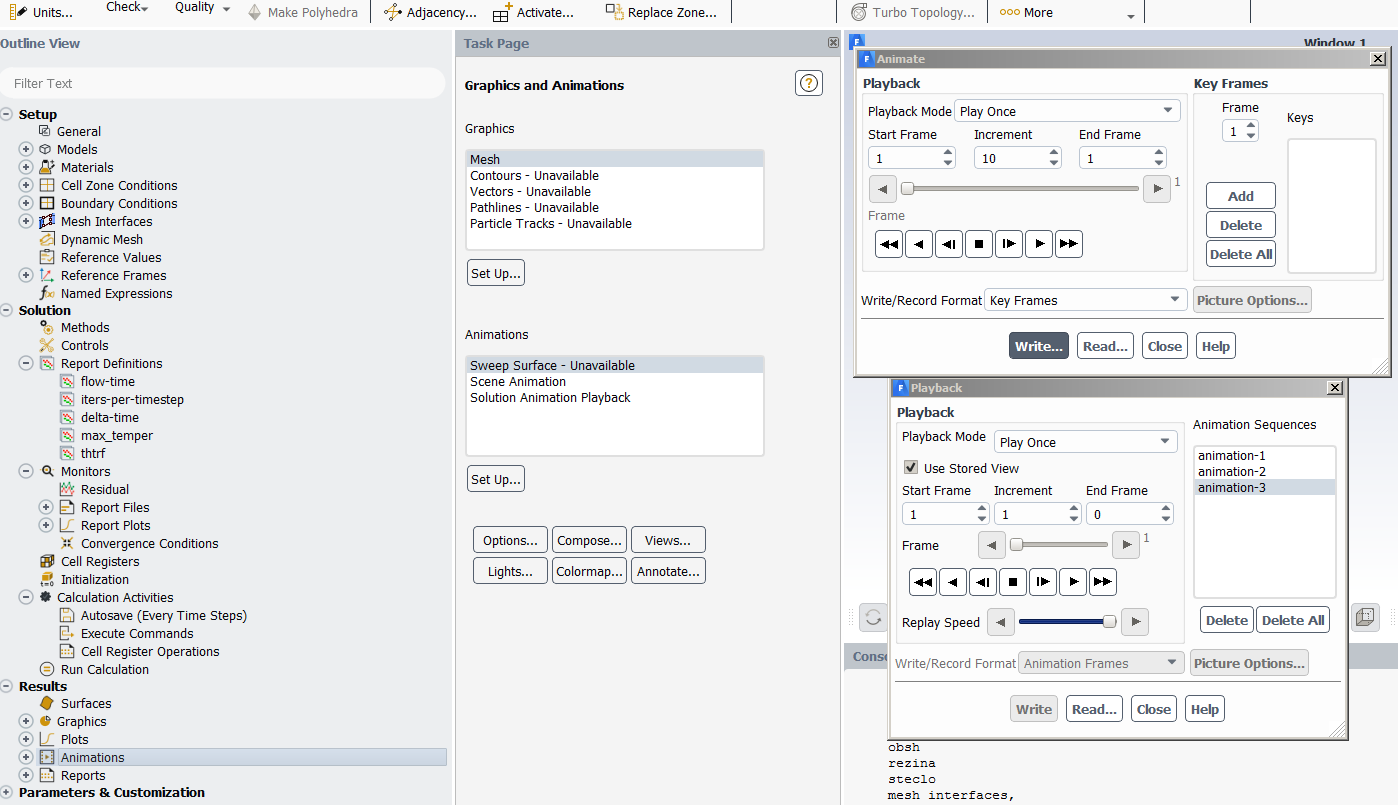 Units...
Check
Quality
Make Polyhedra
Adjacency...
Activate...
Replace Zone...
Turbo Topology...
More
Outline View
Filter Text
Setup
General
Models
Materials
Cell Zone Conditions
Boundary Conditions
Mesh Interfaces
Dynamic Mesh
Reference Values
Reference Frames
Named Expressions
Solution
Methods
Controls
Report Definitions
flow-time
iters-per-timestep
delta-time
max_temper
thtrf
Monitors
Residual
Report Files
Report Plots
Convergence Conditions
Cell Registers
Initialization
Calculation Activities
Autosave (Every Time Steps)
Execute Commands
Cell Register Operations
Run Calculation
Results
Surfaces
Graphics
Plots
Animations
Reports
Parameters & Customization
Task Page
Graphics and Animations
Graphics
Mesh
Contours - Unavailable
Vectors - Unavailable
Pathlines - Unavailable
Particle Tracks - Unavailable
Set Up...
Animations
Sweep Surface - Unavailable
Scene Animation
Solution Animation Playback
Set Up...
Options... Compose... Views...
Lights... Colormap... Annotate...
Window 1
Animate
Playback
Playback Mode Play Once
Start Frame Increment End Frame
1 10 1
1
Frame
Key Frames
Frame
1
Keys
Add
Delete
Delete All
Write/Record Format Key Frames Picture Options...
Write... Read... Close Help
Playback
Playback
Playback Mode Play Once
Use Stored View
Start Frame Increment End Frame
1 1 0
Frame 1
Replay Speed
Animation Sequences
animation-1
animation-2
animation-3
Delete Delete All
Write/Record Format Animation Frames Picture Options...
Write Read... Close Help
obsh
rezina
steclo
mesh interfaces,